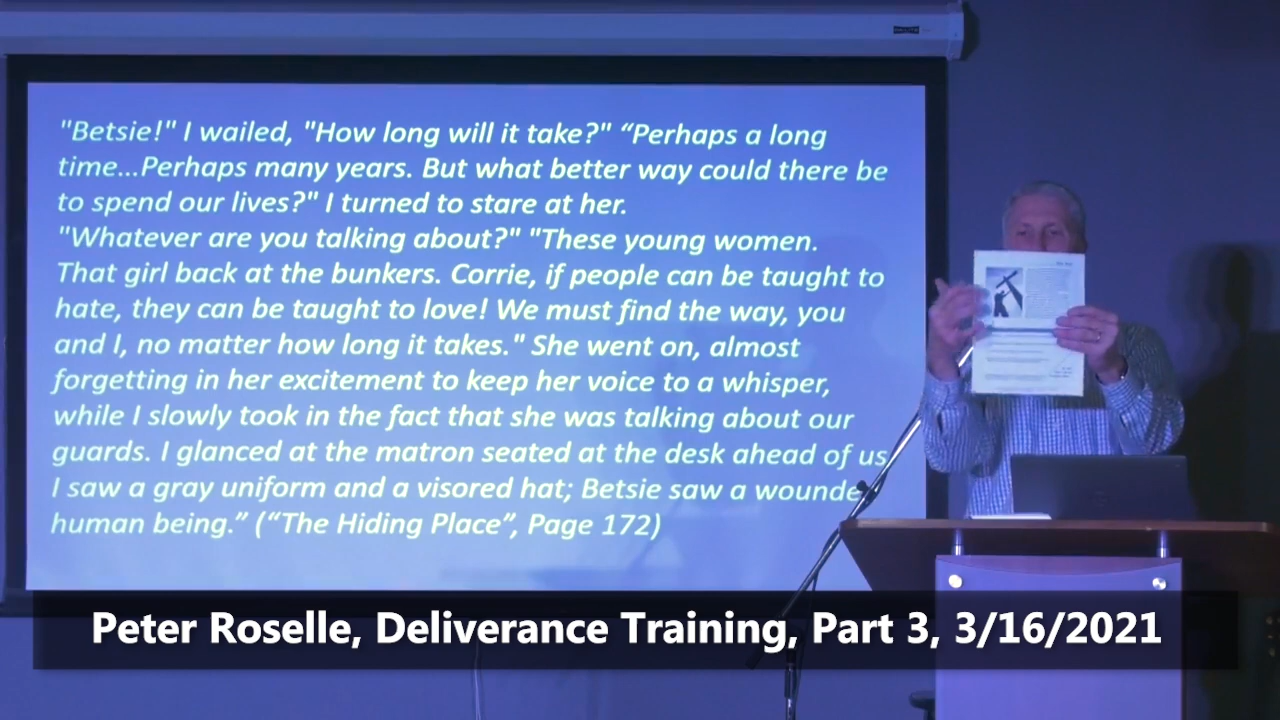 "Betsie!" I wailed, "How long will it take?" “Perhaps a long
time...Perhaps many years. But what better way could there be
to spend our lives?" I turned to stare at her.
"Whatever are you talking about?" "These young women.
That girl back at the bunkers. Corrie, if people can be taught to
hate, they can be taught to love! We must find the way, you
and I, no matter how long it takes." She went on, almost
forgetting in her excitement to keep her voice to a whisper,
while I slowly took in the fact that she was talking about our
guards. I glanced at the matron seated at the desk ahead of us
I saw a gray uniform and a visored hat; Betsie saw a wounde
human being.” (“The Hiding Place”, Page 172)
Peter Roselle, Deliverance Training, Part 3, 3/16/2021